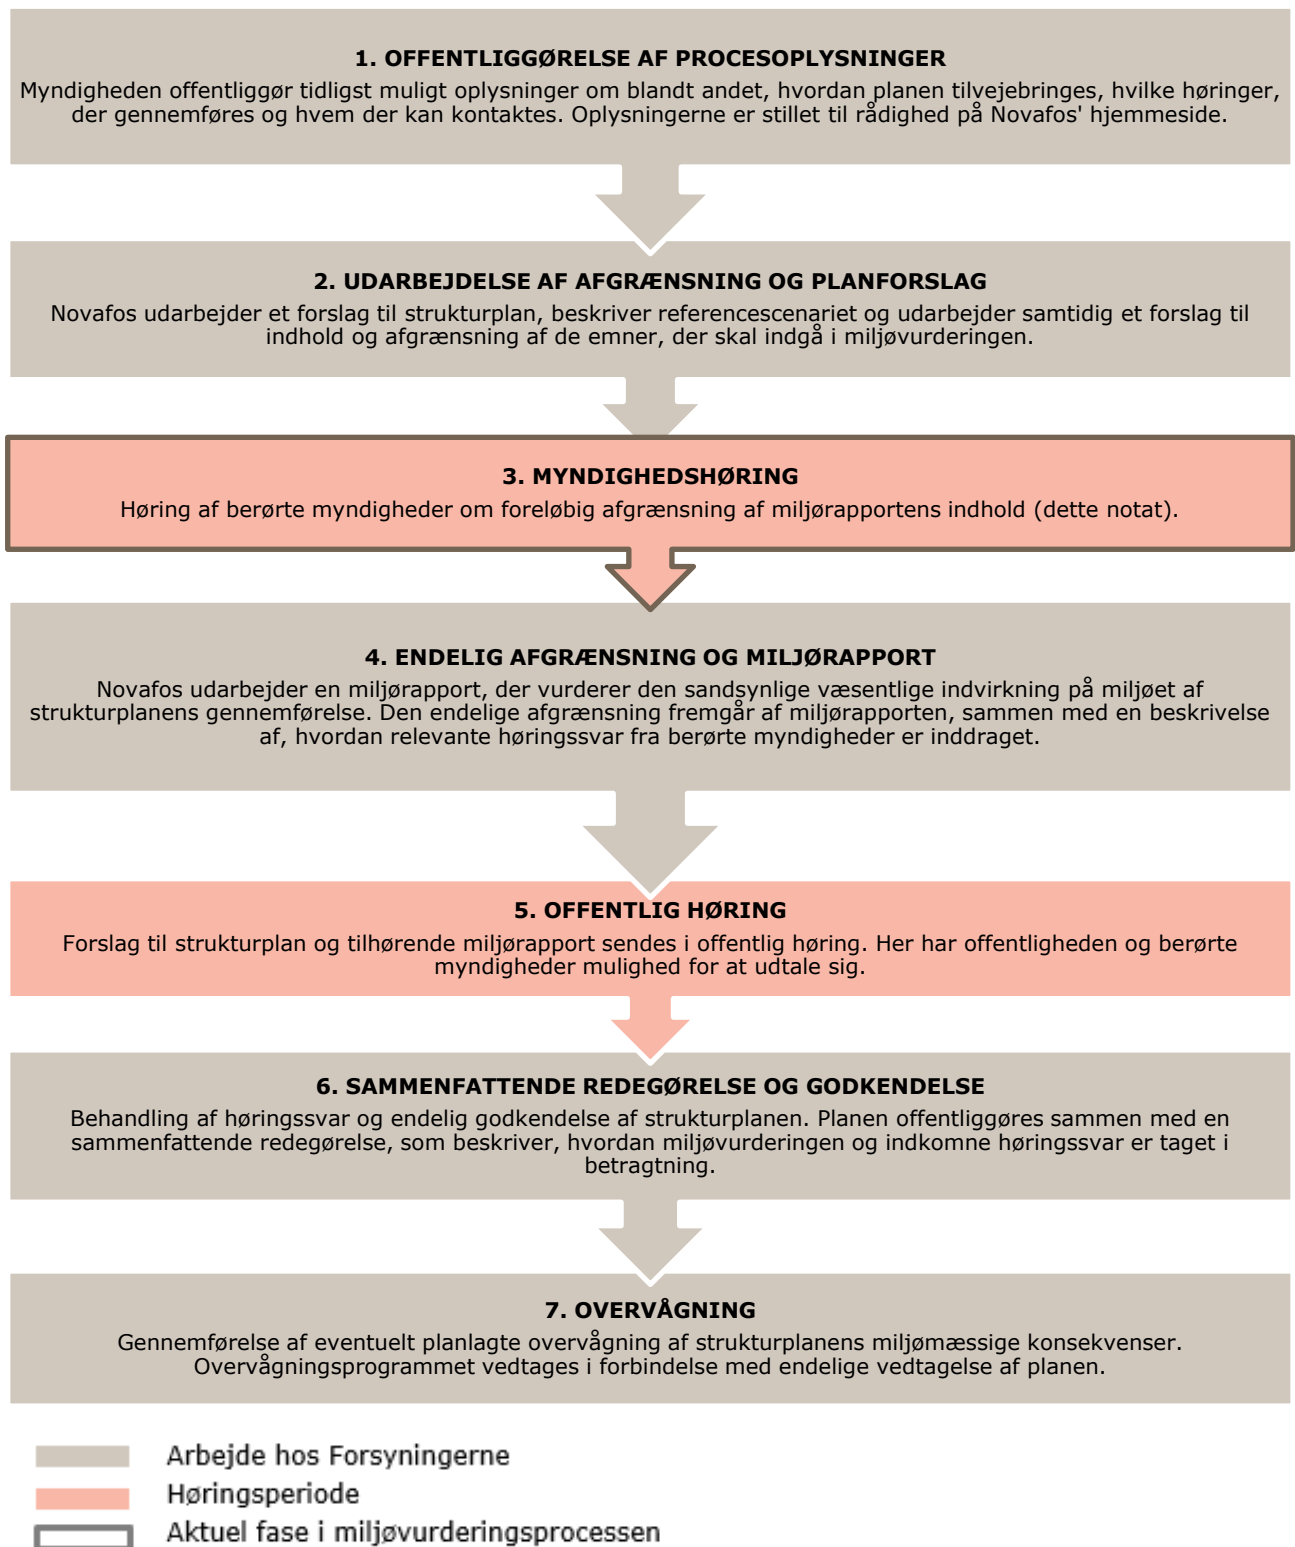 1. OFFENTLIGGØRELSE AF PROCESOPLYSNINGER
Myndigheden offentliggør tidligst muligt oplysninger om blandt andet, hvordan planen tilvejebringes, hvilke høringer,
der gennemføres og hvem der kan kontaktes. Oplysningerne er stillet til rådighed på Novafos' hjemmeside.
2. UDARBEJDELSE AF AFGRÆNSNING OG PLANFORSLAG
Novafos udarbejder et forslag til strukturplan, beskriver referencescenariet og udarbejder samtidig et forslag til
indhold og afgrænsning af de emner, der skal indgå i miljøvurderingen.
3. MYNDIGHEDSHØRING
Høring af berørte myndigheder om foreløbig afgrænsning af miljørapportens indhold (dette notat).
4. ENDELIG AFGRÆNSNING OG MILJØRAPPORT
Novafos udarbejder en miljørapport, der vurderer den sandsynlige væsentlige indvirkning på miljøet af
strukturplanens gennemførelse. Den endelige afgrænsning fremgår af miljørapporten, sammen med en beskrivelse
af, hvordan relevante høringssvar fra berørte myndigheder er inddraget.
5. OFFENTLIG HØRING
Forslag til strukturplan og tilhørende miljørapport sendes i offentlig høring. Her har offentligheden og berørte
myndigheder mulighed for at udtale sig.
6. SAMMENFATTENDE REDEGØRELSE OG GODKENDELSE
Behandling af høringssvar og endelig godkendelse af strukturplanen. Planen offentliggøres sammen med en
sammenfattende redegørelse, som beskriver, hvordan miljøvurderingen og indkomne høringssvar er taget i
betragtning.
7. OVERVÅGNING
Gennemførelse af eventuelt planlagte overvågning af strukturplanens miljømæssige konsekvenser.
Overvågningsprogrammet vedtages i forbindelse med endelige vedtagelse af planen.
Arbejde hos Forsyningerne
Høringsperiode
Aktuel fase i miljøvurderingsprocessen